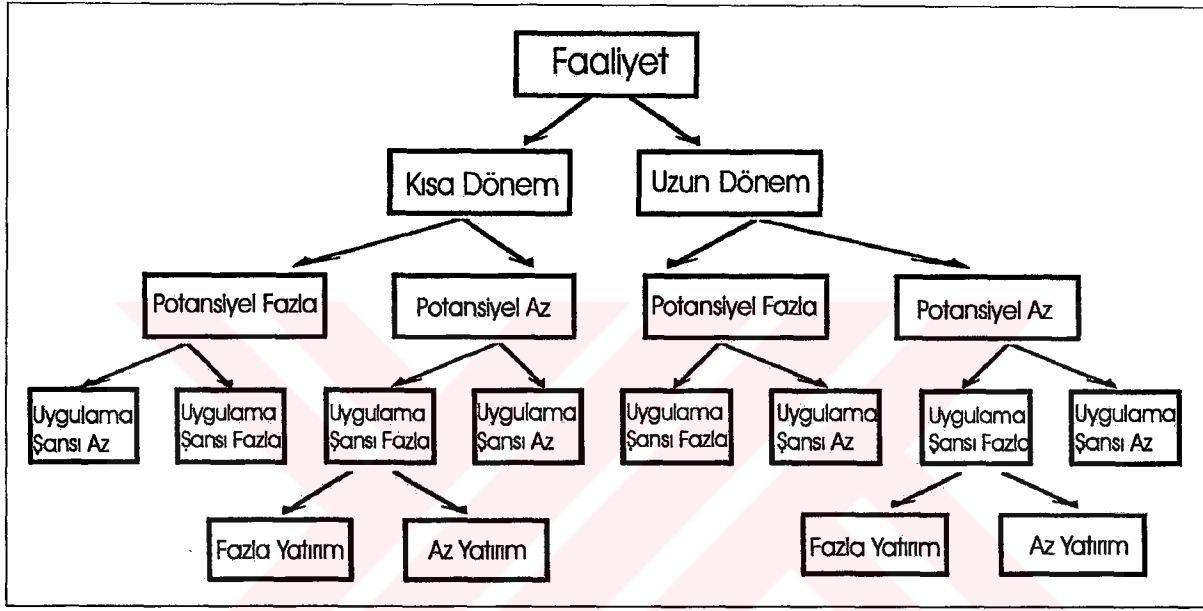 Faaliyet
Kısa Dönem
Uzun Dönem
Potansiyel Fazla
Potansiyel Az
Potansiyel Fazla
Potansiyel Az
Uygulama
Şansı Az
Uygulama
Şansı Fazla
Uygulama
Şansı Fazla
Uygulama
Şansı Az
Uygulama
Şansı Fazla
Uygulama
Şansı Az
Uygulama
Şansı Fazla
Uygulama
Şansı Az
Fazla Yatırım
Az Yatırım
Fazla Yatırım
Az Yatırım